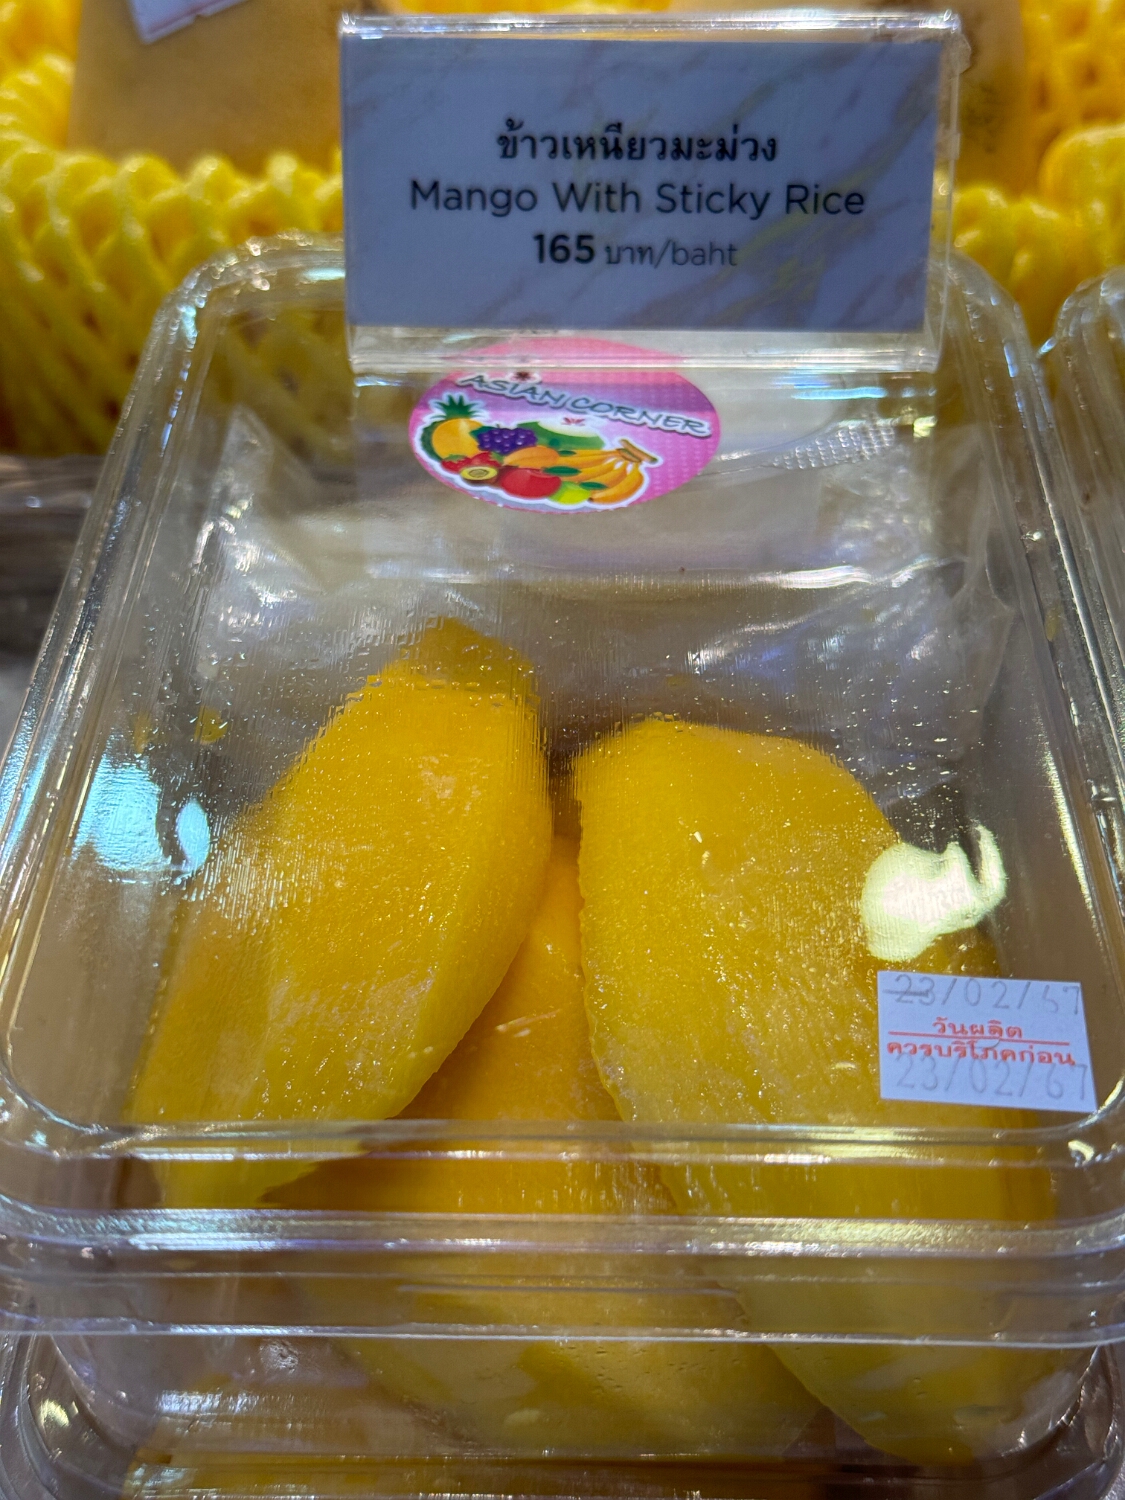 ข้าวเหนียวมะม่วง
Mango With Sticky Rice
165 บาท/baht
ASIAN CORNER
23/02/67
วันผลิต
ควรบริโภคก่อน
23/02/67